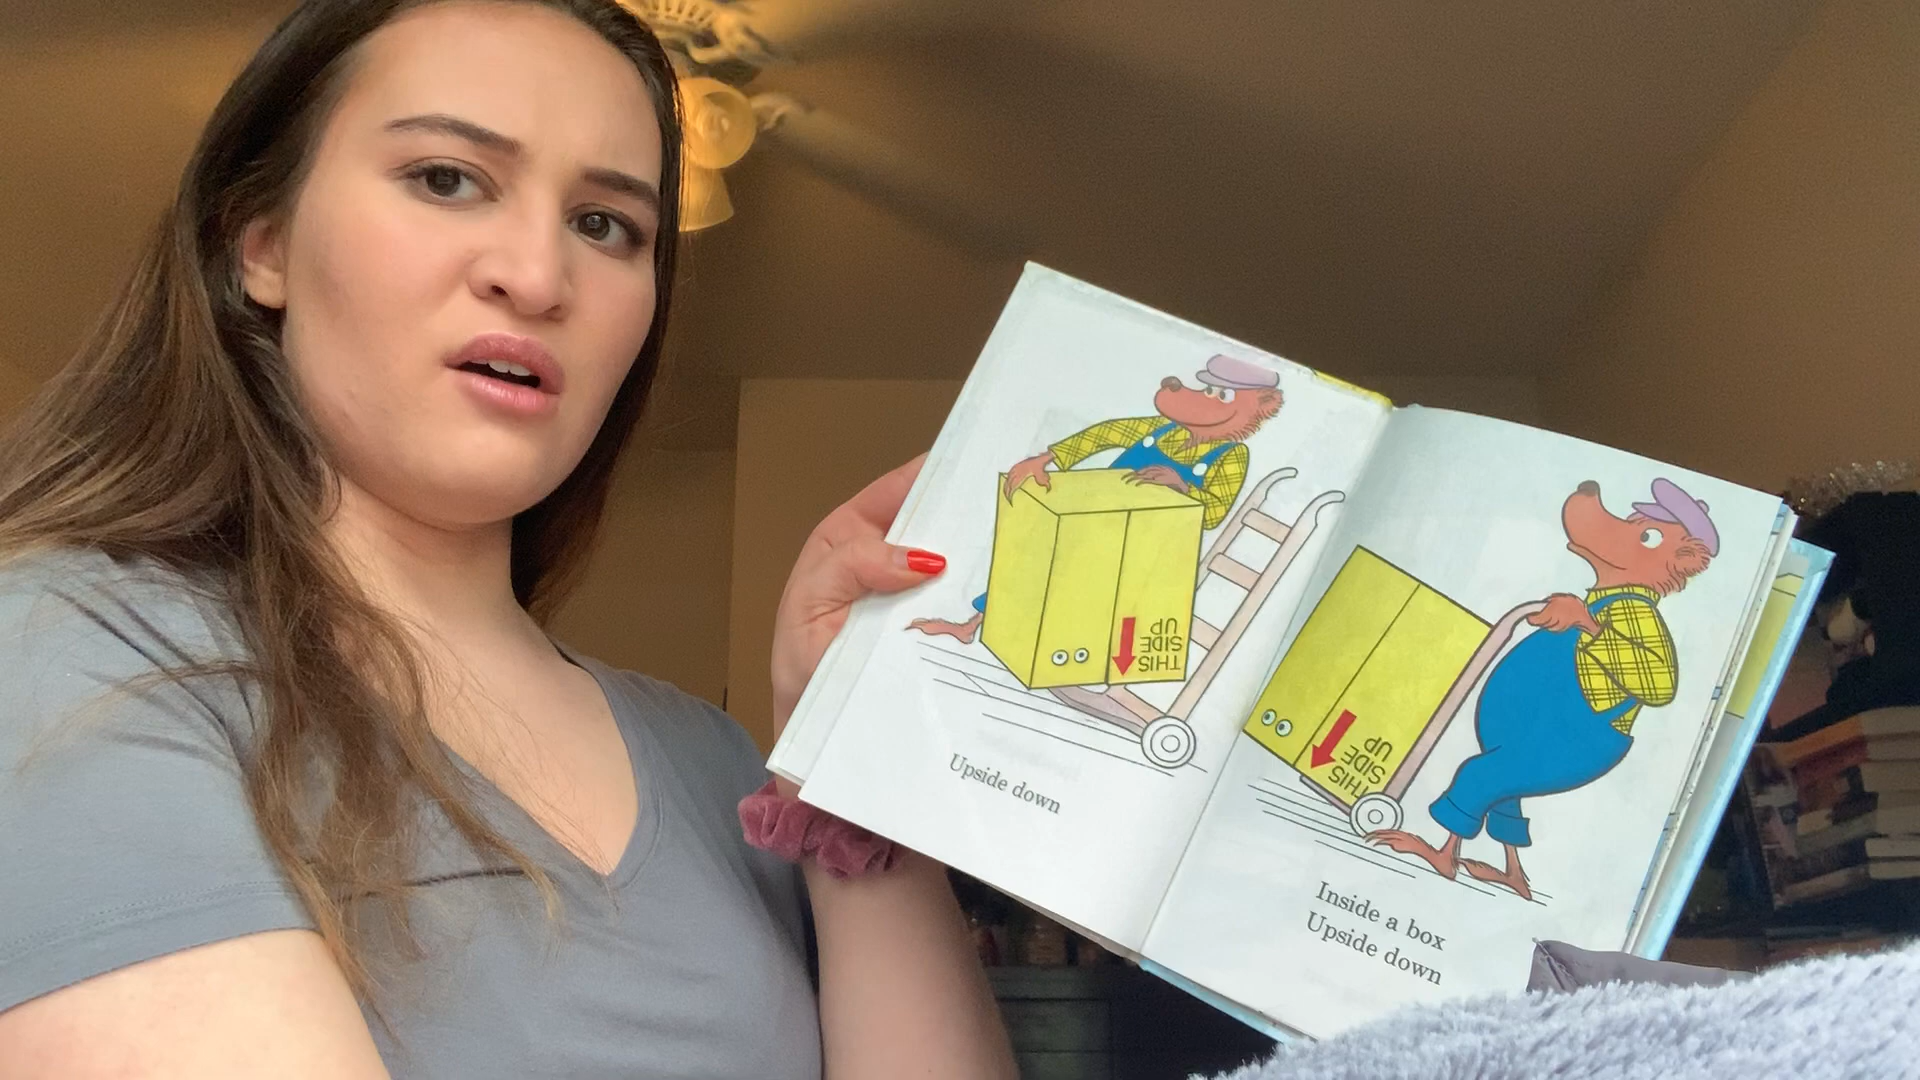 THIS
SIDE
UP
Upside down
THIS
SIDE
UP
Inside a box
Upside down